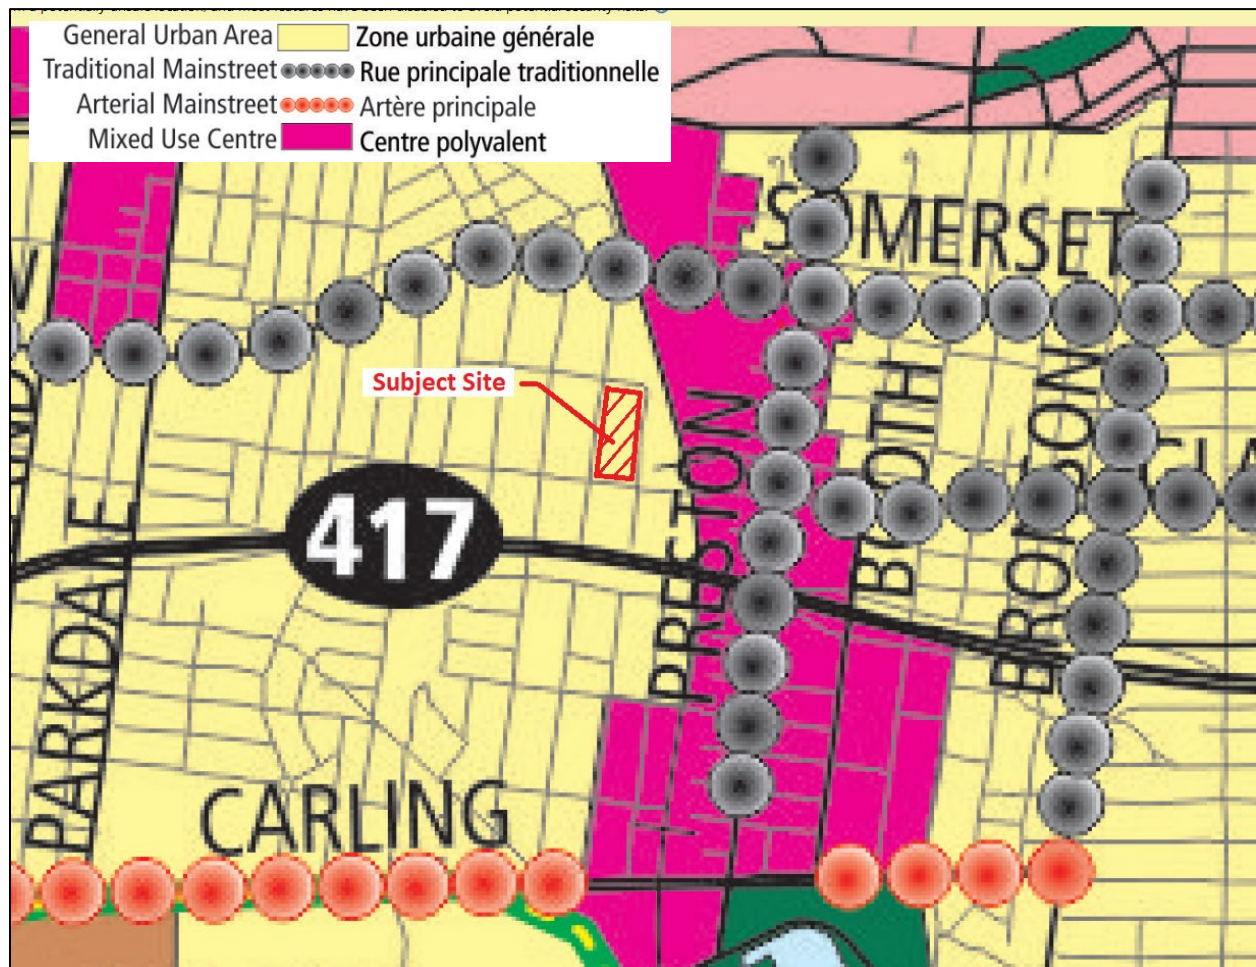 General Urban Area Zone urbaine générale
Traditional Mainstreet Rue principale traditionnelle
Arterial Mainstreet Artère principale
Mixed Use Centre Centre polyvalent
SOMERSET
Subject Site
PRESTON
BOOTH
BRONSON
417
PRESTON
PARKDALE
CARLING